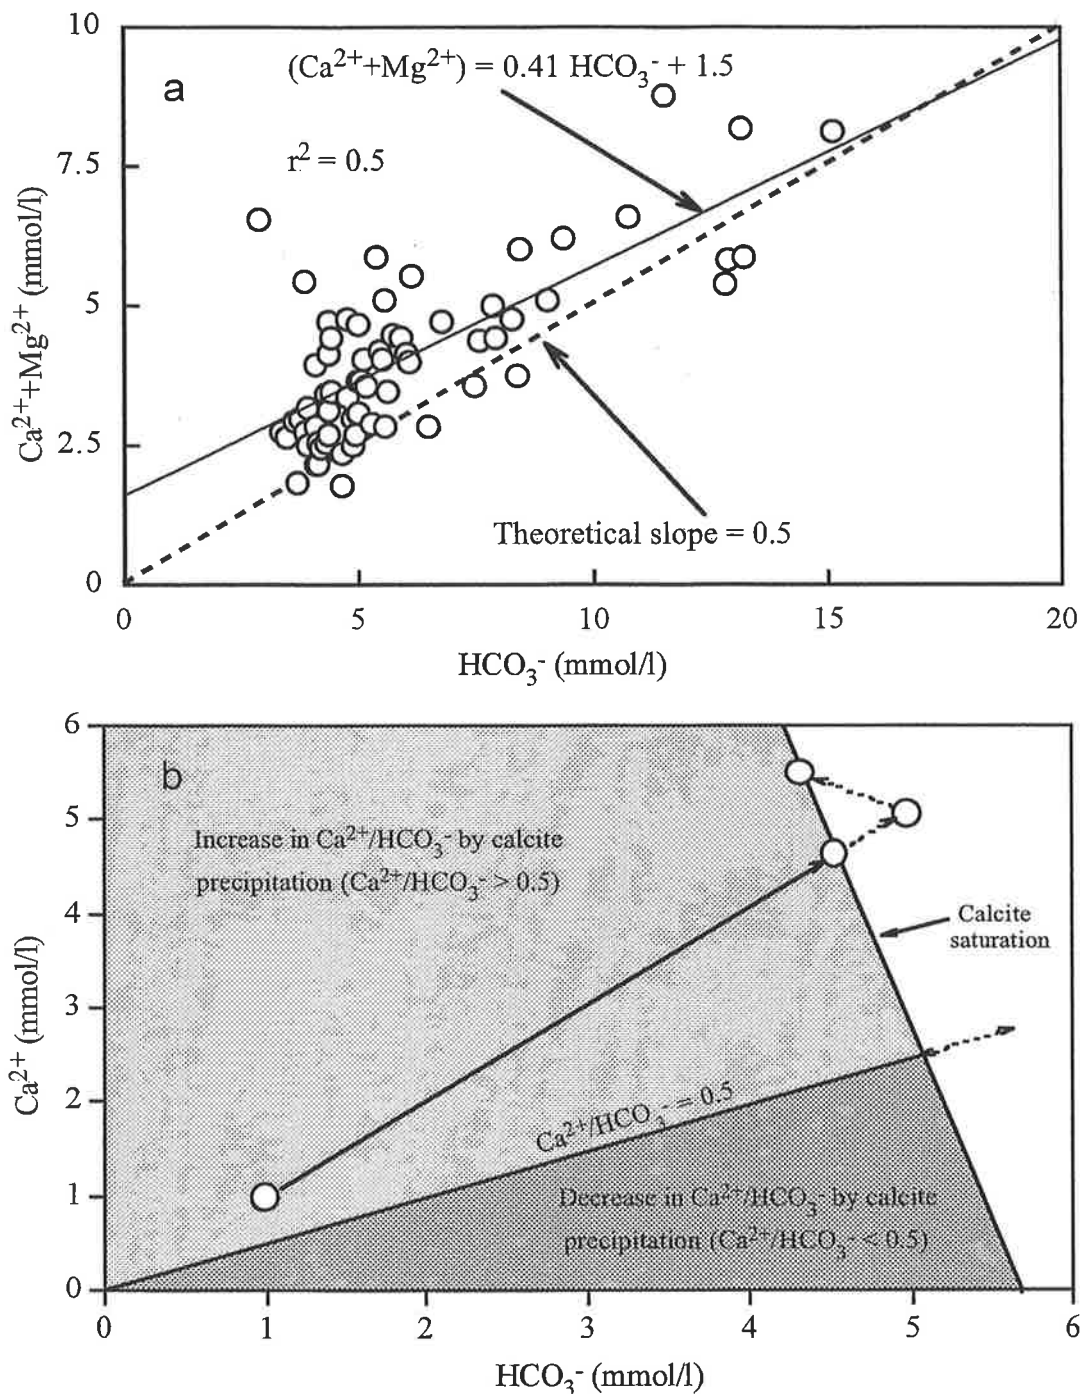 10
(Ca²⁺+Mg²⁺) = 0.41 HCO₃⁻ + 1.5
a
r² = 0.5
7.5
Ca²⁺+Mg²⁺ (mmol/l)
5
2.5
Theoretical slope = 0.5
0
0 5 10 15 20
HCO₃⁻ (mmol/l)
6
b
5
Increase in Ca²⁺/HCO₃⁻ by calcite
precipitation (Ca²⁺/HCO₃⁻ > 0.5)
4
Calcite
saturation
Ca²⁺ (mmol/l)
3
2
Ca²⁺/HCO₃⁻ = 0.5
1
Decrease in Ca²⁺/HCO₃⁻ by calcite
precipitation (Ca²⁺/HCO₃⁻ < 0.5)
0
0 1 2 3 4 5 6
HCO₃⁻ (mmol/l)